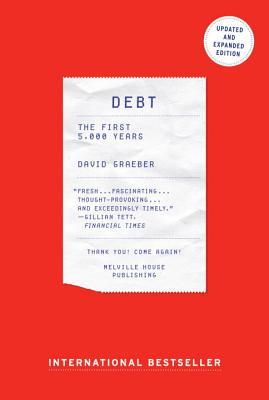 UPDATED
AND
EXPANDED
EDITION
DEBT
THE FIRST
5,000 YEARS
DAVID GRAEBER
"FRESH...FASCINATING...
THOUGHT-PROVOKING...
AND EXCEEDINGLY TIMELY."
—GILLIAN TETT,
FINANCIAL TIMES
THANK YOU! COME AGAIN!
MELVILLE HOUSE
PUBLISHING
INTERNATIONAL BESTSELLER